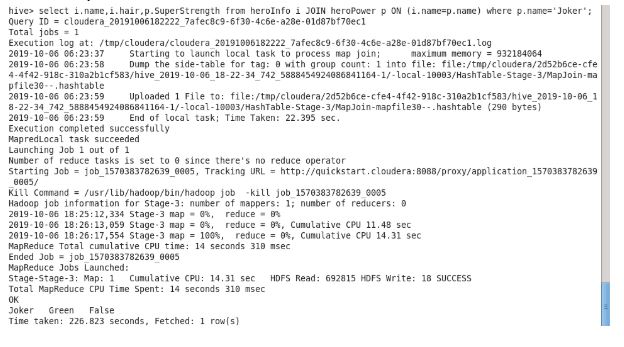 hive> select i.name,i.hair,p.SuperStrength from heroInfo i JOIN heroPower p ON (i.name=p.name) where p.name='Joker';
Query ID = cloudera_20191006182222_7afec8c9-6f30-4c6e-a28e-01d87bf70ec1
Total jobs = 1
Execution log at: /tmp/cloudera/cloudera_20191006182222_7afec8c9-6f30-4c6e-a28e-01d87bf70ec1.log
2019-10-06 06:23:37	Starting to launch local task to process map join;	maximum memory = 932184064
2019-10-06 06:23:58	Dump the side-table for tag: 0 with group count: 1 into file: file:/tmp/cloudera/2d52b6ce-cfe
4-4f42-918c-310a2b1cf583/hive_2019-10-06_18-22-34_742_5888454924086841164-1/-local-10003/HashTable-Stage-3/MapJoin-ma
pfile30--.hashtable
2019-10-06 06:23:59	Uploaded 1 File to: file:/tmp/cloudera/2d52b6ce-cfe4-4f42-918c-310a2b1cf583/hive_2019-10-06_1
8-22-34_742_5888454924086841164-1/-local-10003/HashTable-Stage-3/MapJoin-mapfile30--.hashtable (290 bytes)
2019-10-06 06:23:59	End of local task; Time Taken: 22.395 sec.
Execution completed successfully
MapredLocal task succeeded
Launching Job 1 out of 1
Number of reduce tasks is set to 0 since there's no reduce operator
Starting Job = job_1570383782639_0005, Tracking URL = http://quickstart.cloudera:8088/proxy/application_1570383782639
_0005/
Kill Command = /usr/lib/hadoop/bin/hadoop job  -kill job_1570383782639_0005
Hadoop job information for Stage-3: number of mappers: 1; number of reducers: 0
2019-10-06 18:25:12,334 Stage-3 map = 0%,  reduce = 0%
2019-10-06 18:26:13,059 Stage-3 map = 0%,  reduce = 0%, Cumulative CPU 11.48 sec
2019-10-06 18:26:17,554 Stage-3 map = 100%,  reduce = 0%, Cumulative CPU 14.31 sec
MapReduce Total cumulative CPU time: 14 seconds 310 msec
Ended Job = job_1570383782639_0005
MapReduce Jobs Launched:
Stage-Stage-3: Map: 1   Cumulative CPU: 14.31 sec   HDFS Read: 692815 HDFS Write: 18 SUCCESS
Total MapReduce CPU Time Spent: 14 seconds 310 msec
OK
Joker	Green	False
Time taken: 226.823 seconds, Fetched: 1 row(s)